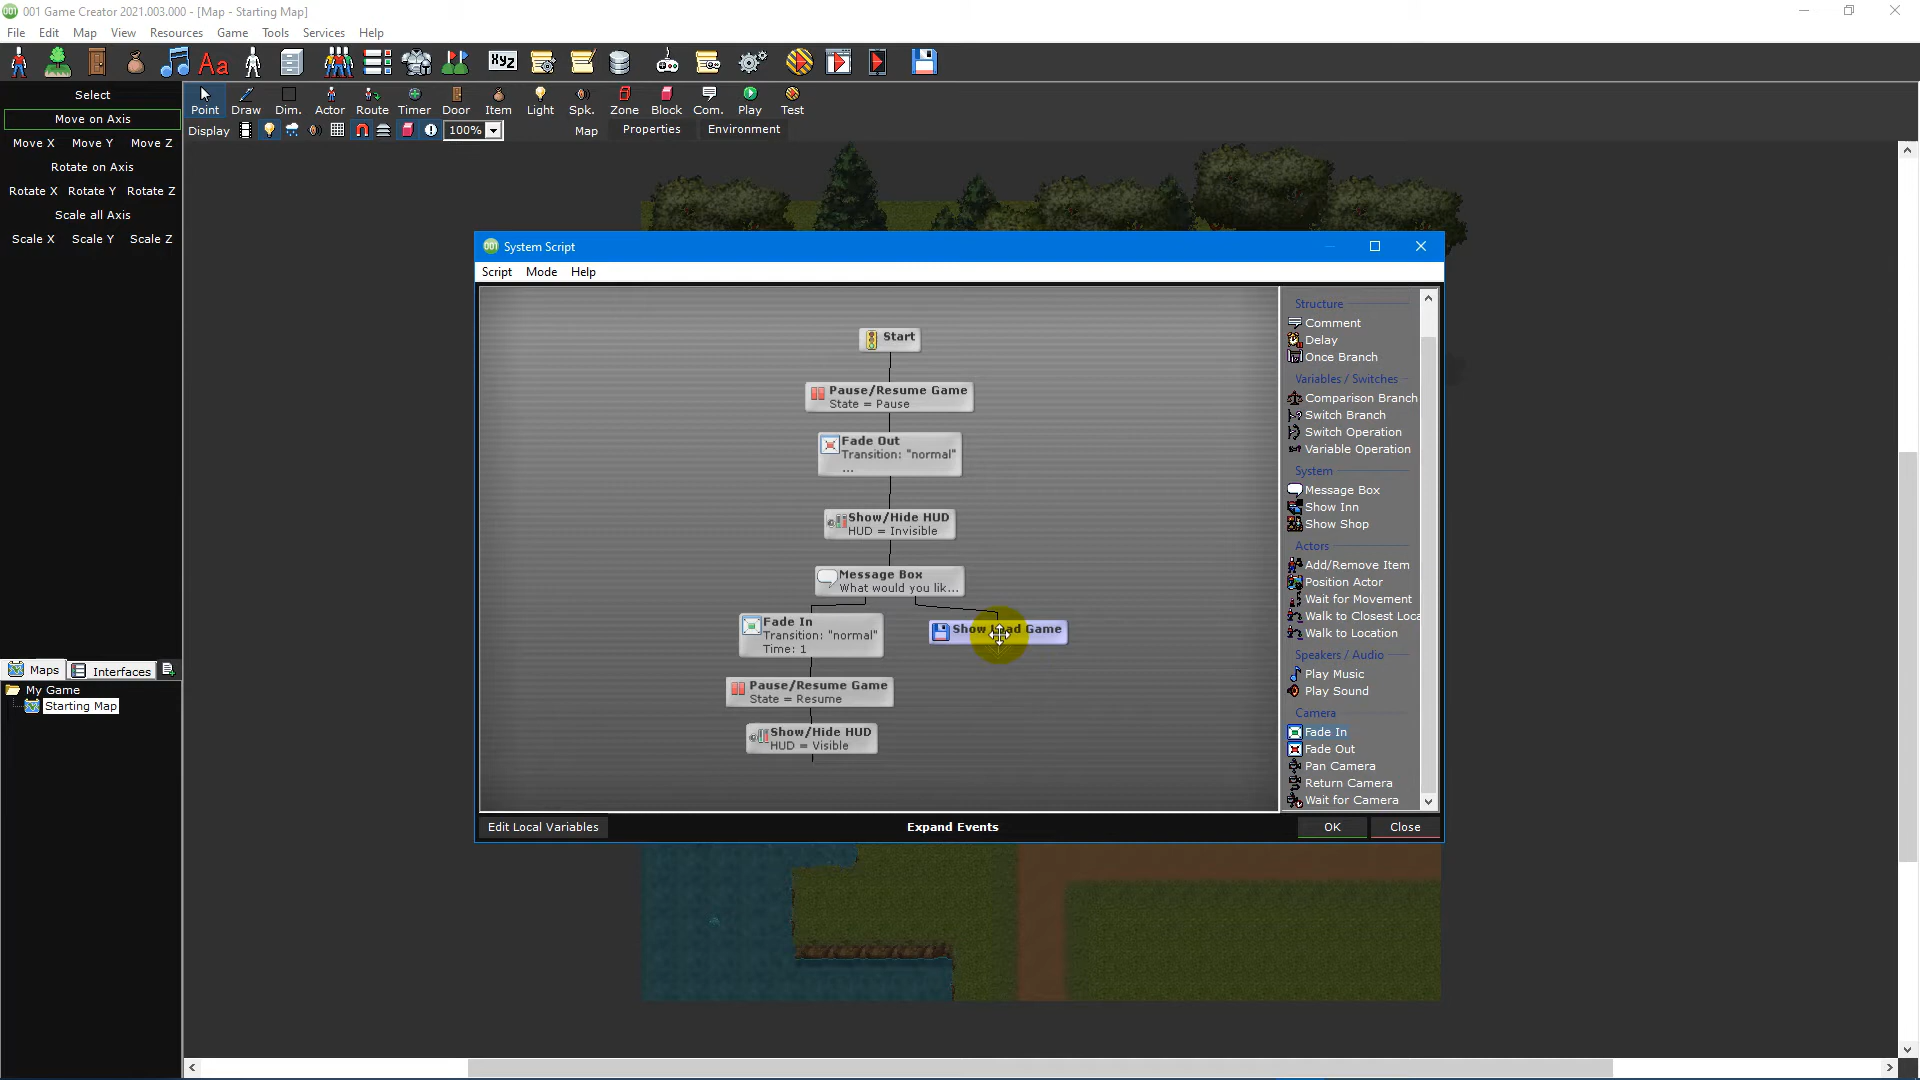 001 Game Creator 2021.003.000 - [Map - Starting Map]
File Edit Map View Resources Game Tools Services Help
Aa
XYZ
Select
Move on Axis
Move X Move Y Move Z
Rotate on Axis
Rotate X Rotate Y Rotate Z
Scale all Axis
Scale X Scale Y Scale Z
Point Draw Dim. Actor Route Timer Door Item Light Spk. Zone Block Com. Play Test
Display 100% Map Properties Environment
Maps Interfaces
My Game
Starting Map
System Script
Script Mode Help
Start
Pause/Resume Game
State = Pause
Fade Out
Transition: "normal"
...
Show/Hide HUD
HUD = Invisible
Message Box
What would you lik...
Fade In
Transition: "normal"
Time: 1
Show Load Game
Pause/Resume Game
State = Resume
Show/Hide HUD
HUD = Visible
Structure
Comment
Delay
Once Branch
Variables / Switches
Comparison Branch
Switch Branch
Switch Operation
Variable Operation
System
Message Box
Show Inn
Show Shop
Actors
Add/Remove Item
Position Actor
Wait for Movement
Walk to Closest Loca
Walk to Location
Speakers / Audio
Play Music
Play Sound
Camera
Fade In
Fade Out
Pan Camera
Return Camera
Wait for Camera
Edit Local Variables Expand Events OK Close